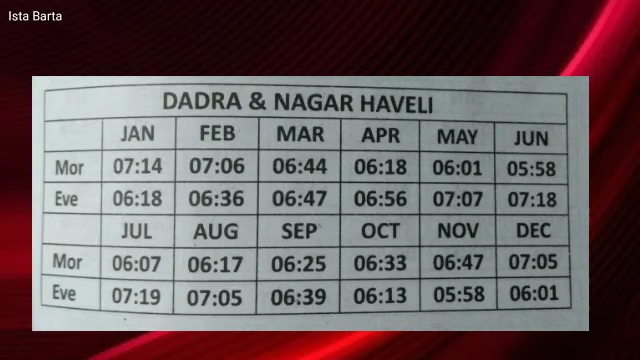 Ista Barta
DADRA & NAGAR HAVELI
JAN FEB MAR APR MAY JUN
Mor 07:14 07:06 06:44 06:18 06:01 05:58
Eve 06:18 06:36 06:47 06:56 07:07 07:18
JUL AUG SEP OCT NOV DEC
Mor 06:07 06:17 06:25 06:33 06:47 07:05
Eve 07:19 07:05 06:39 06:13 05:58 06:01